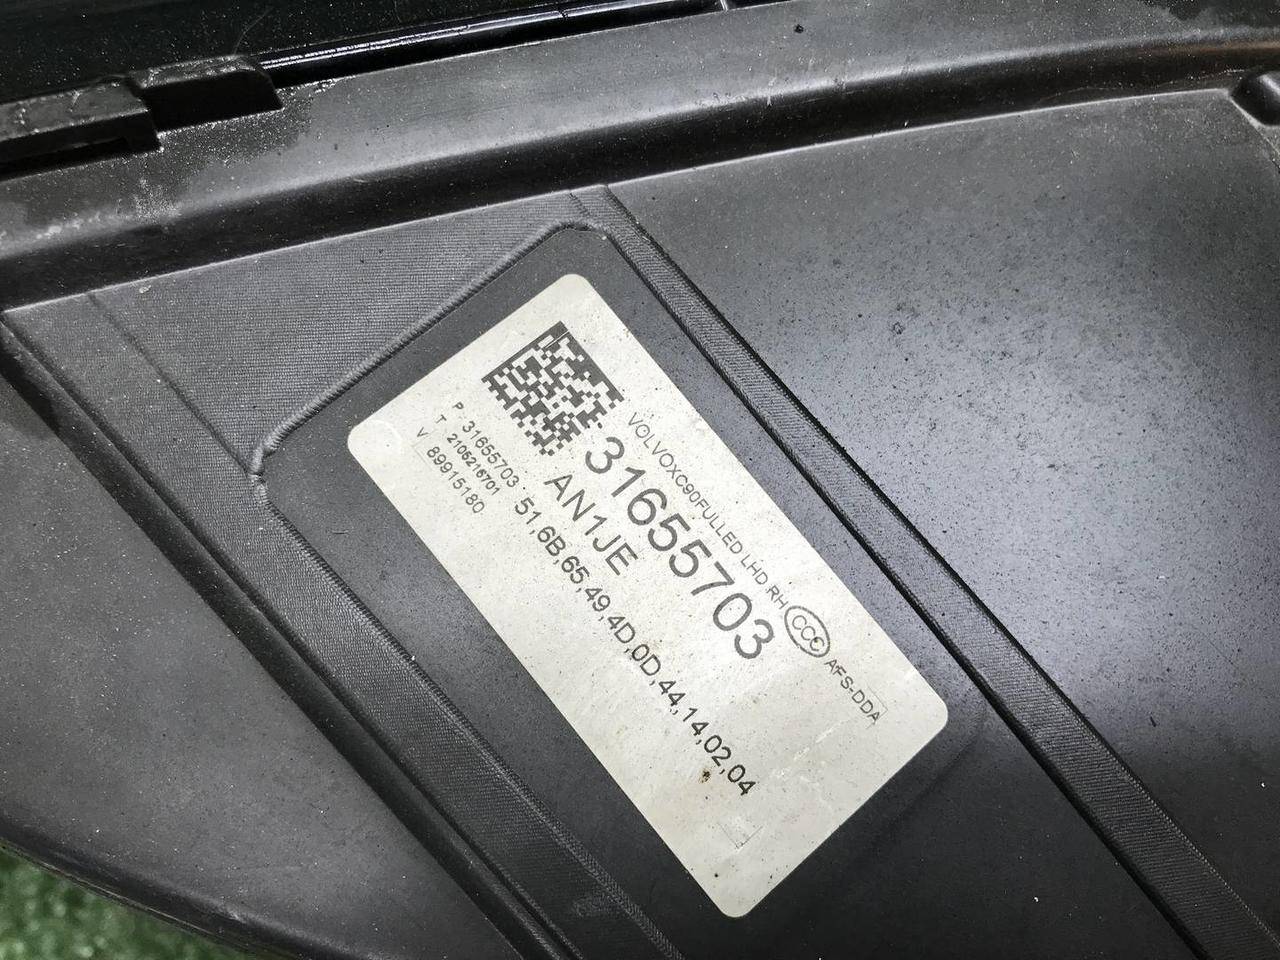 VOLVOXC90FULLED LHD RH CCC AFS-DDA
31655703
AN1JE
51,6B,65,49,4D,0D,44,14,02,04
P 31655703
T 2106216701
V 89915180